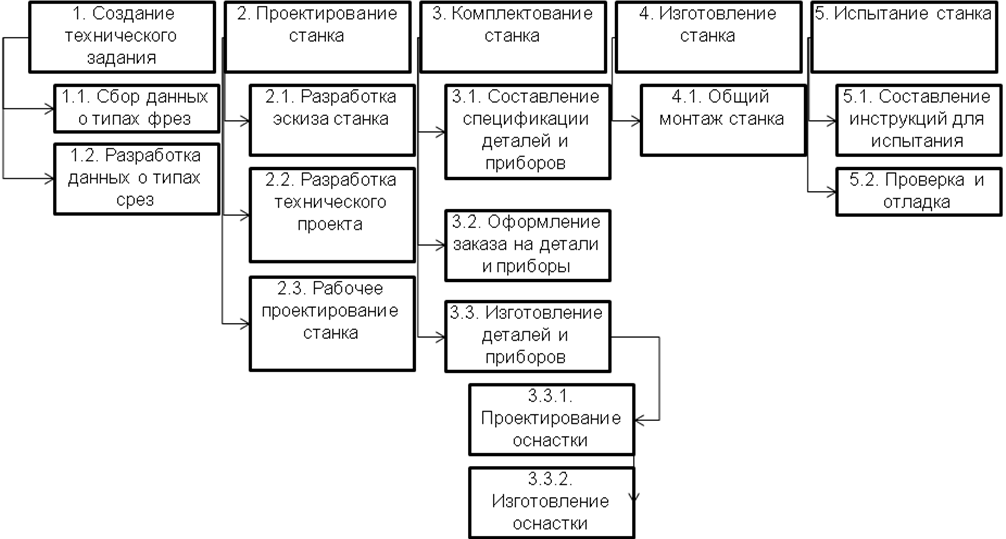 1. Создание
технического
задания
1.1. Сбор данных
о типах фрез
1.2. Разработка
данных о типах
срез
2. Проектирование
станка
2.1. Разработка
эскиза станка
2.2. Разработка
технического
проекта
2.3. Рабочее
проектирование
станка
3. Комплектование
станка
3.1. Составление
спецификации
деталей и
приборов
3.2. Оформление
заказа на детали
и приборы
3.3. Изготовление
деталей и
приборов
3.3.1.
Проектирование
оснастки
3.3.2.
Изготовление
оснастки
4. Изготовление
станка
4.1. Общий
монтаж станка
5. Испытание станка
5.1. Составление
инструкций для
испытания
5.2. Проверка и
отладка